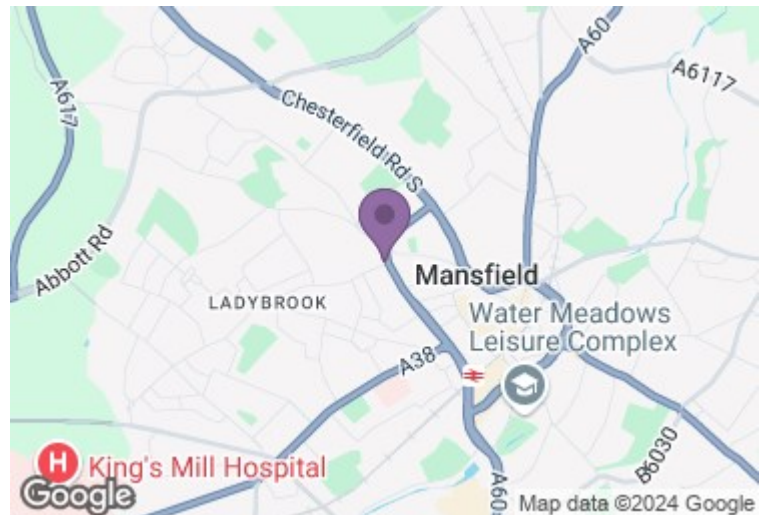 A60
A6117
A617
Chesterfield Rd S
Abbott Rd
Mansfield
LADYBROOK
Water Meadows
Leisure Complex
A38
H
King's Mill Hospital
B6030
A60
Google
Map data ©2024 Google